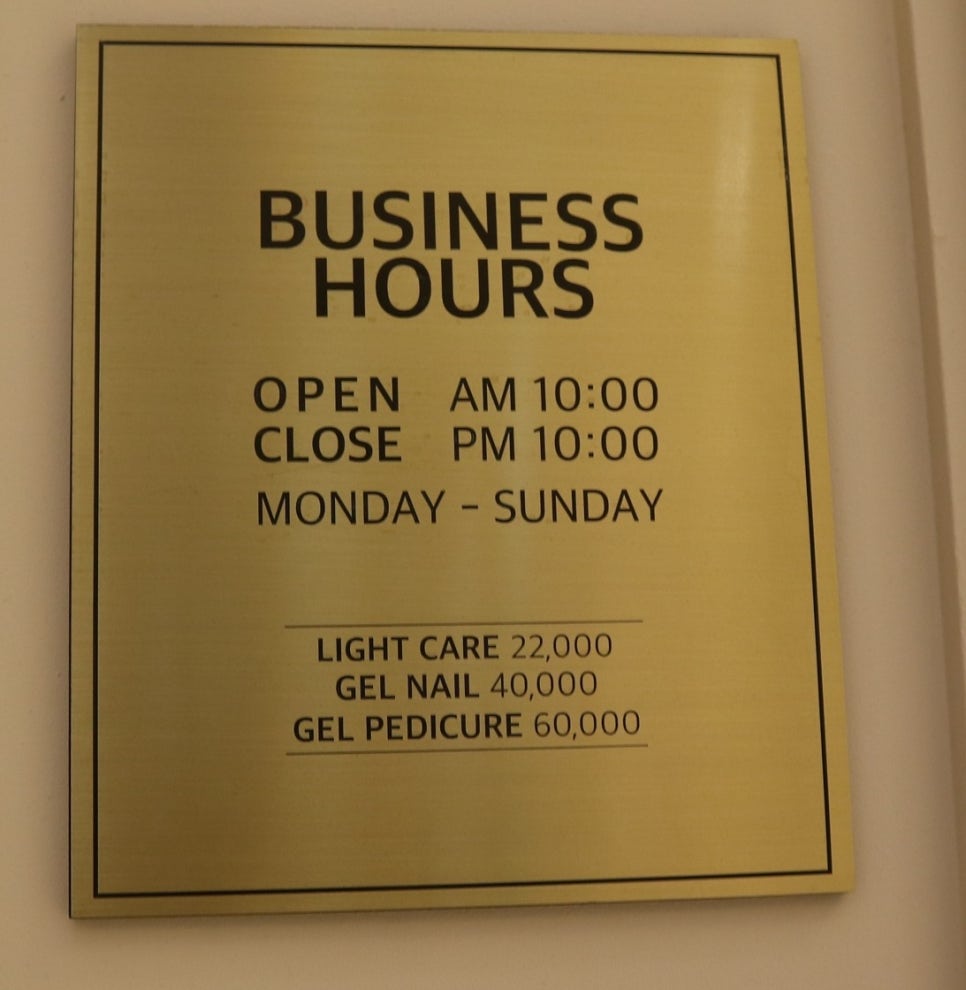 BUSINESS
HOURS
OPEN AM 10:00
CLOSE PM 10:00
MONDAY - SUNDAY
LIGHT CARE 22,000
GEL NAIL 40,000
GEL PEDICURE 60,000